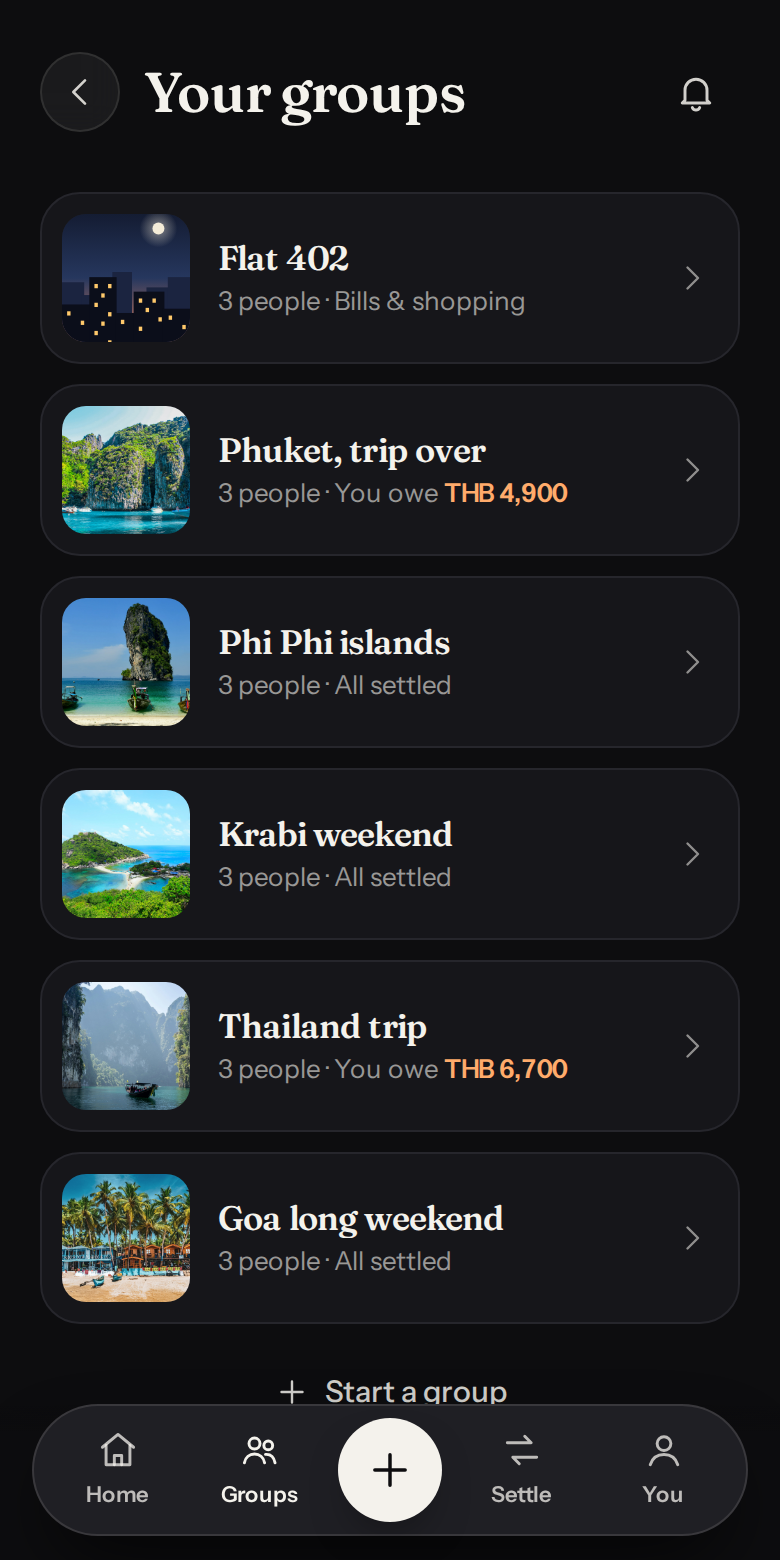 Your groups
Flat 402
3 people · Bills & shopping
Phuket, trip over
3 people · You owe THB 4,900
Phi Phi islands
3 people · All settled
Krabi weekend
3 people · All settled
Thailand trip
3 people · You owe THB 6,700
Goa long weekend
3 people · All settled
+ Start a group
Home
Groups
+
Settle
You